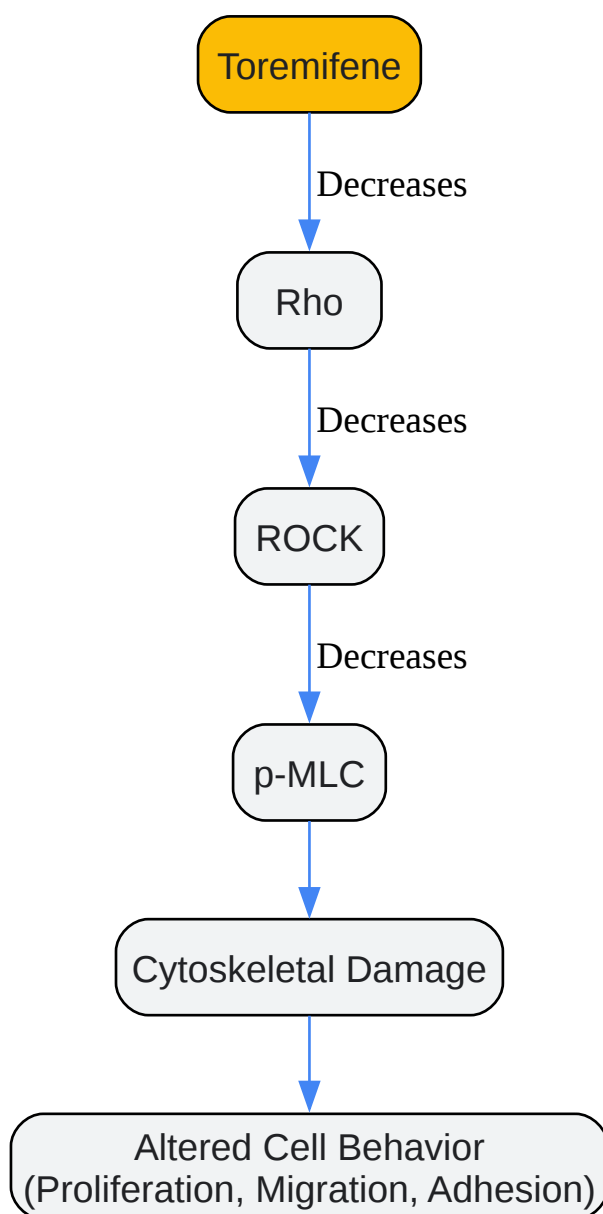 Toremifene
Decreases
Rho
Decreases
ROCK
Decreases
p-MLC
Cytoskeletal Damage
Altered Cell Behavior
(Proliferation, Migration, Adhesion)